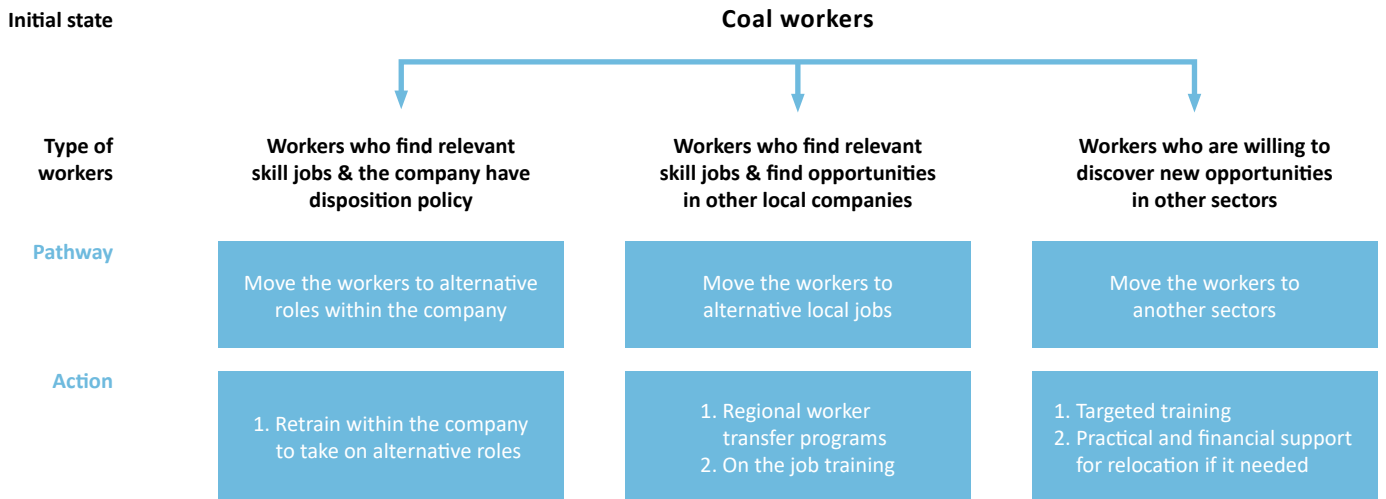 Initial state
Coal workers
Type of
workers
Workers who find relevant
skill jobs & the company have
disposition policy
Workers who find relevant
skill jobs & find opportunities
in other local companies
Workers who are willing to
discover new opportunities
in other sectors
Pathway
Move the workers to alternative
roles within the company
Move the workers to
alternative local jobs
Move the workers to
another sectors
Action
1. Retrain within the company
to take on alternative roles
1. Regional worker
transfer programs
2. On the job training
1. Targeted training
2. Practical and financial support
for relocation if it needed